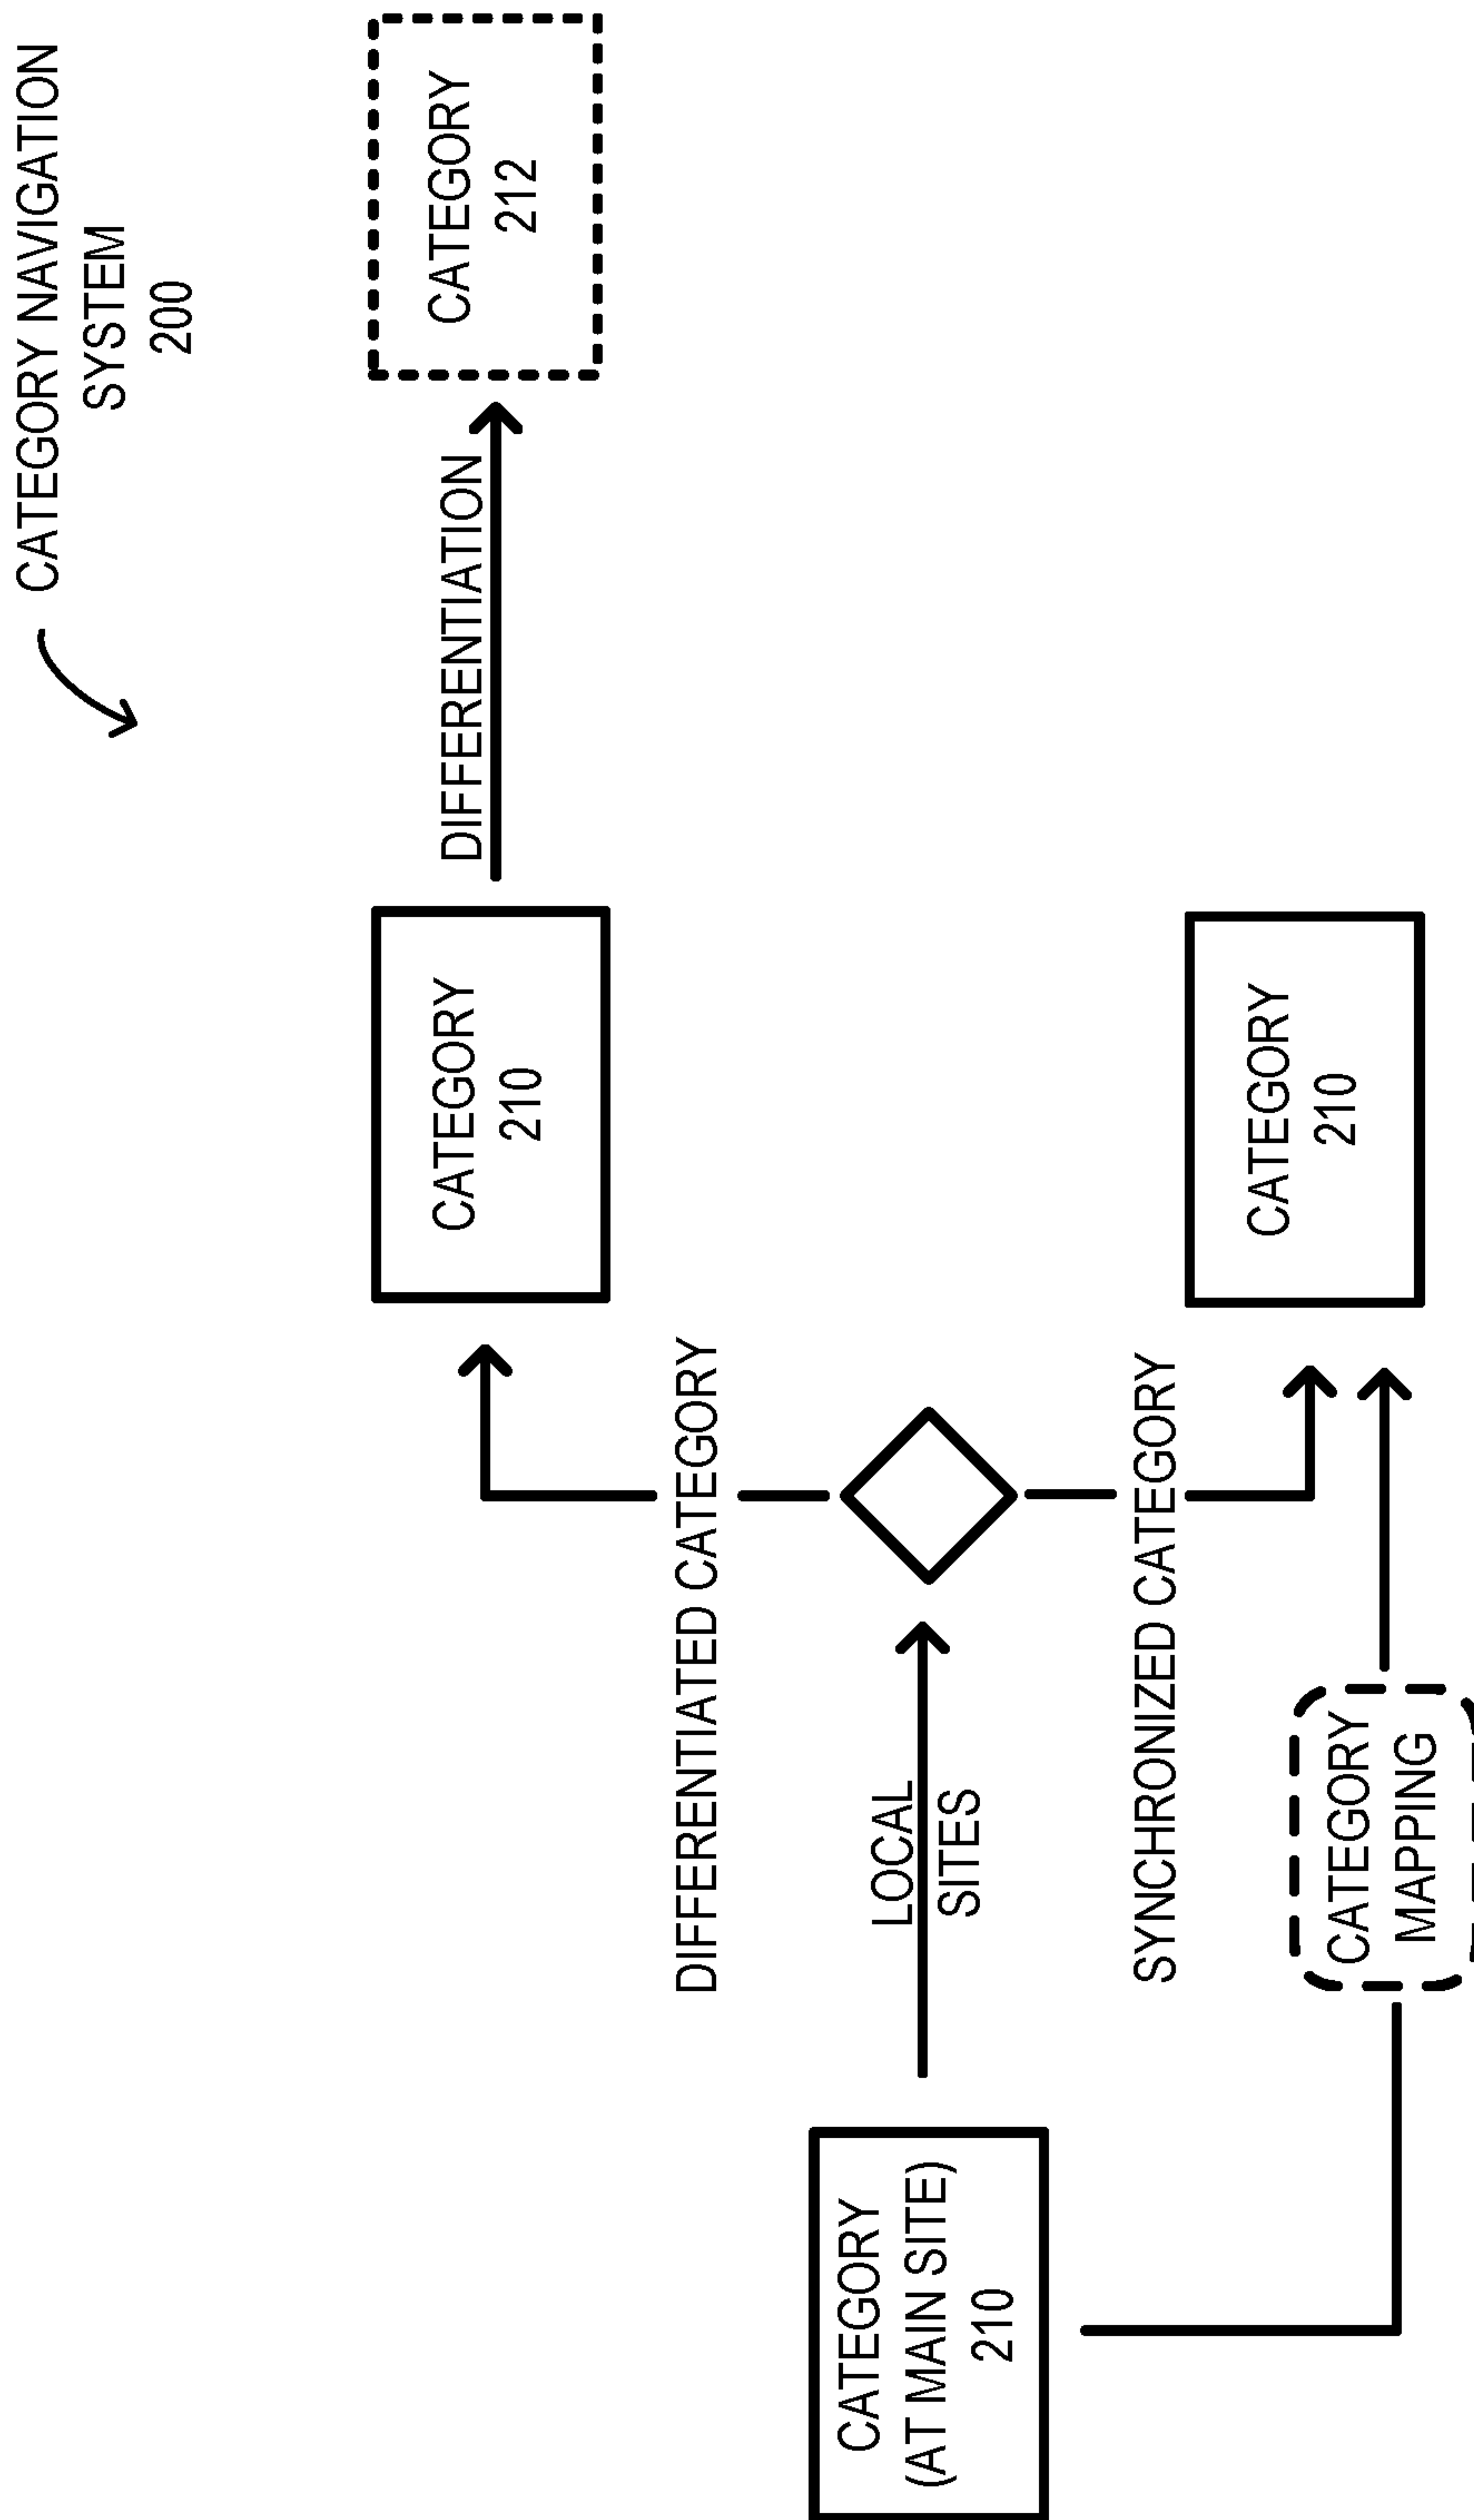 CATEGORY NAVIGATION
SYSTEM
200
CATEGORY
212
DIFFERENTIATION
CATEGORY
210
DIFFERENTIATED CATEGORY
LOCAL
SITES
CATEGORY
(AT MAIN SITE)
210
SYNCHRONIZED CATEGORY
CATEGORY
210
CATEGORY
MAPPING